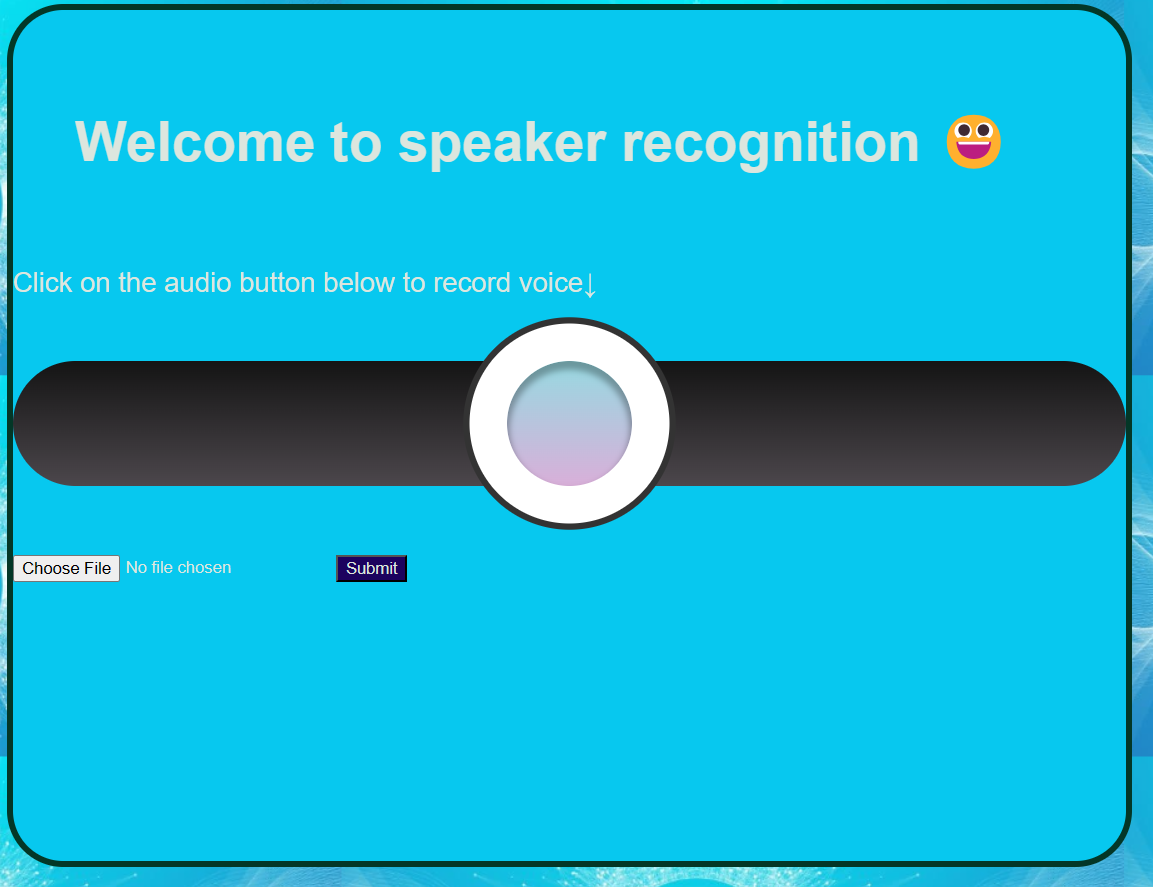 Welcome to speaker recognition 😀
Click on the audio button below to record voice↓
Choose File No file chosen Submit